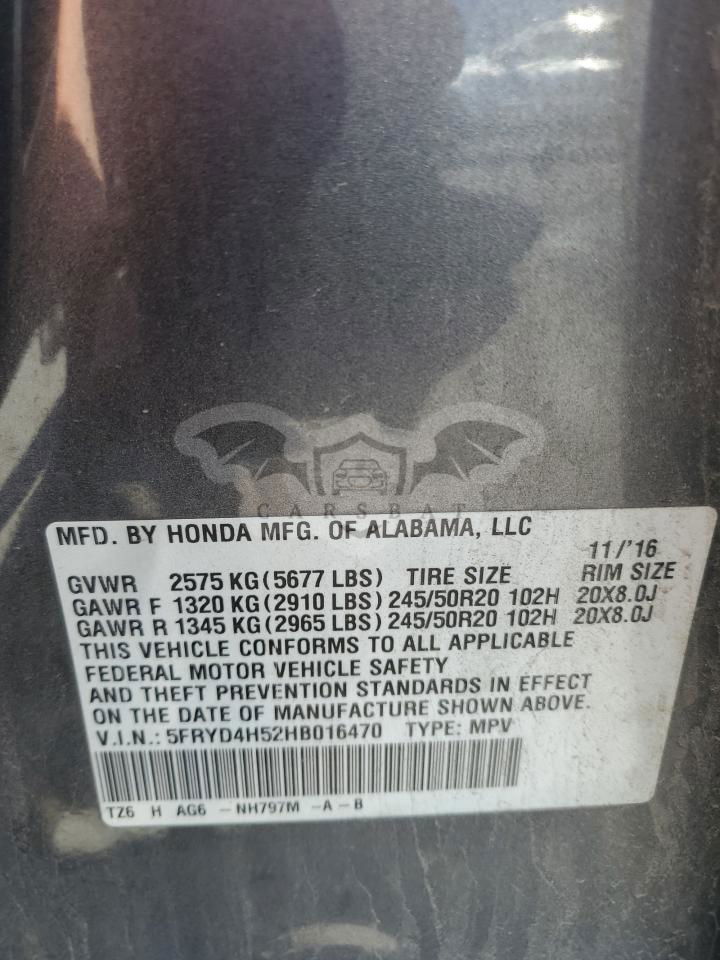 CARSBAT
MFD. BY HONDA MFG. OF ALABAMA, LLC
11/'16
GVWR 2575 KG (5677 LBS) TIRE SIZE RIM SIZE
GAWR F 1320 KG (2910 LBS) 245/50R20 102H 20X8.0J
GAWR R 1345 KG (2965 LBS) 245/50R20 102H 20X8.0J
THIS VEHICLE CONFORMS TO ALL APPLICABLE
FEDERAL MOTOR VEHICLE SAFETY
AND THEFT PREVENTION STANDARDS IN EFFECT
ON THE DATE OF MANUFACTURE SHOWN ABOVE.
V.I.N.: 5FRYD4H52HB016470 TYPE: MPV
TZ6 H AG6 -NH797M -A-B